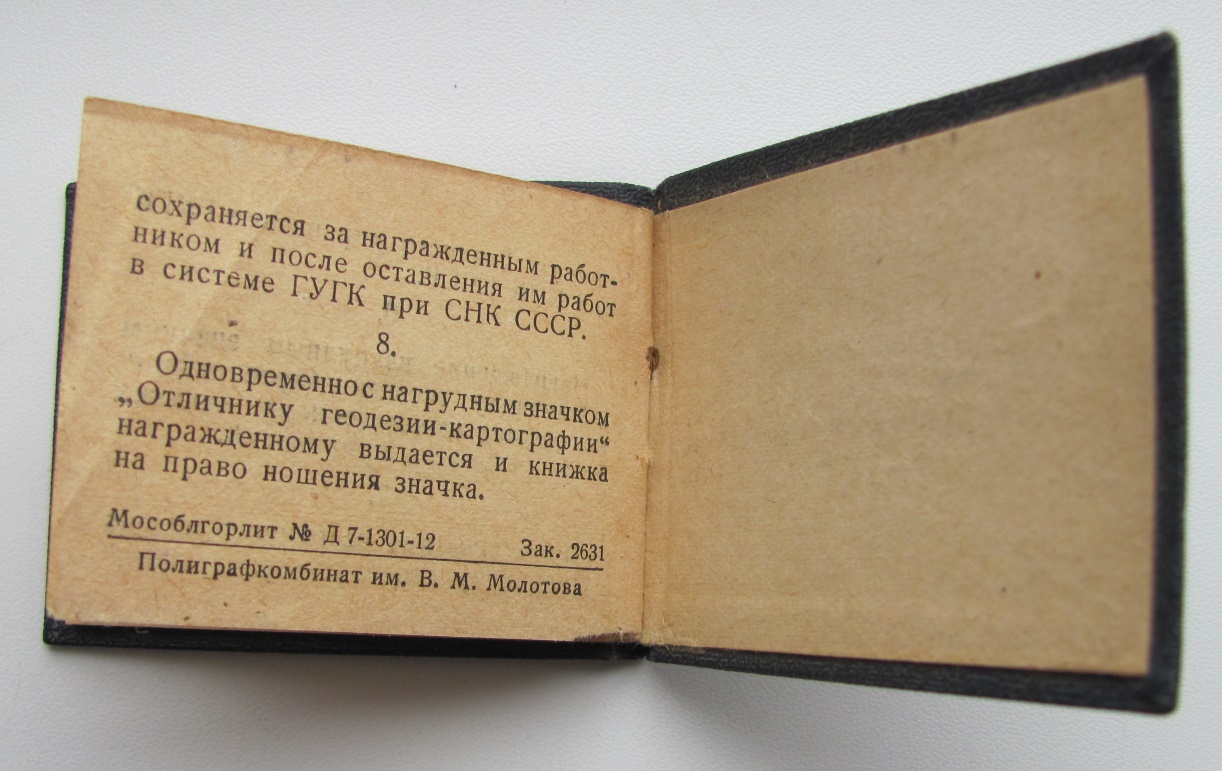 сохраняется за награжденным работ-
ником и после оставления им работ
в системе ГУГК при СНК СССР.
8.
Одновременно с нагрудным значком
„Отличнику геодезии-картографии“
награжденному выдается и книжка
на право ношения значка.
Мособлгорлит № Д 7-1301-12 Зак. 2631
Полиграфкомбинат им. В. М. Молотова